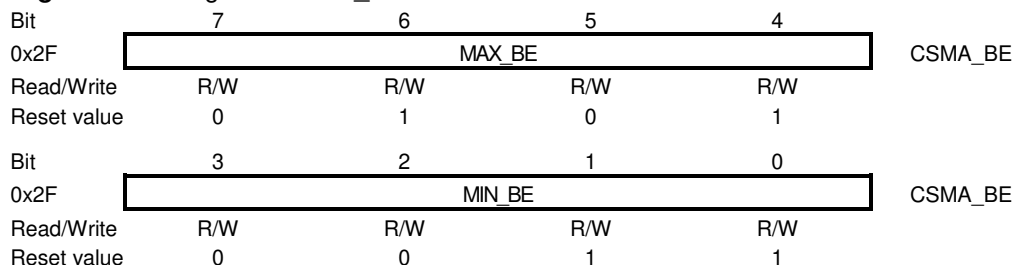 Bit 7 6 5 4
0x2F MAX_BE CSMA_BE
Read/Write R/W R/W R/W R/W
Reset value 0 1 0 1
Bit 3 2 1 0
0x2F MIN_BE CSMA_BE
Read/Write R/W R/W R/W R/W
Reset value 0 0 1 1